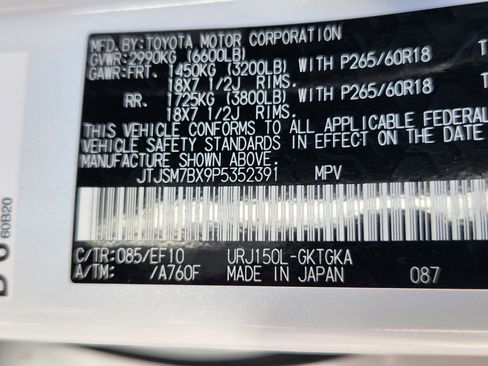 MFD.BY:TOYOTA MOTOR CORPORATION
GVWR:2990KG (6600LB)
GAWR:FRT. 1450KG (3200LB) WITH P265/60R18
18X7 1/2J RIMS.
RR. 1725KG (3800LB) WITH P265/60R18
18X7 1/2J RIMS.
THIS VEHICLE CONFORMS TO ALL APPLICABLE FEDERAL
VEHICLE SAFETY STANDARDS IN EFFECT ON THE DATE
MANUFACTURE SHOWN ABOVE.
JTJSM7BX9P5352391 MPV
C/TR:085/EF10 URJ150L-GKTGKA
A/TM: /A760F MADE IN JAPAN 087
60B20